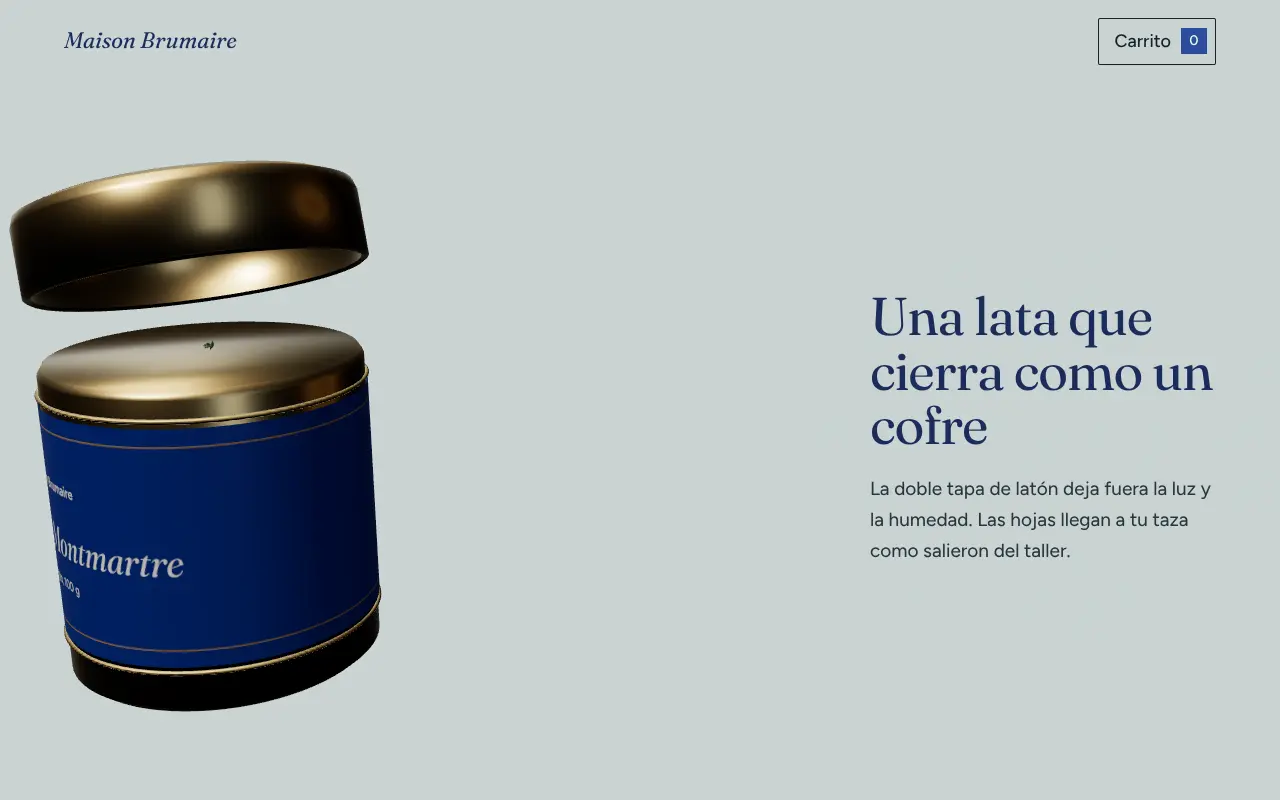 Maison Brumaire
Carrito 0
Una lata que
cierra como un
cofre
La doble tapa de latón deja fuera la luz y
la humedad. Las hojas llegan a tu taza
como salieron del taller.
Brumaire
Montmartre
100 g